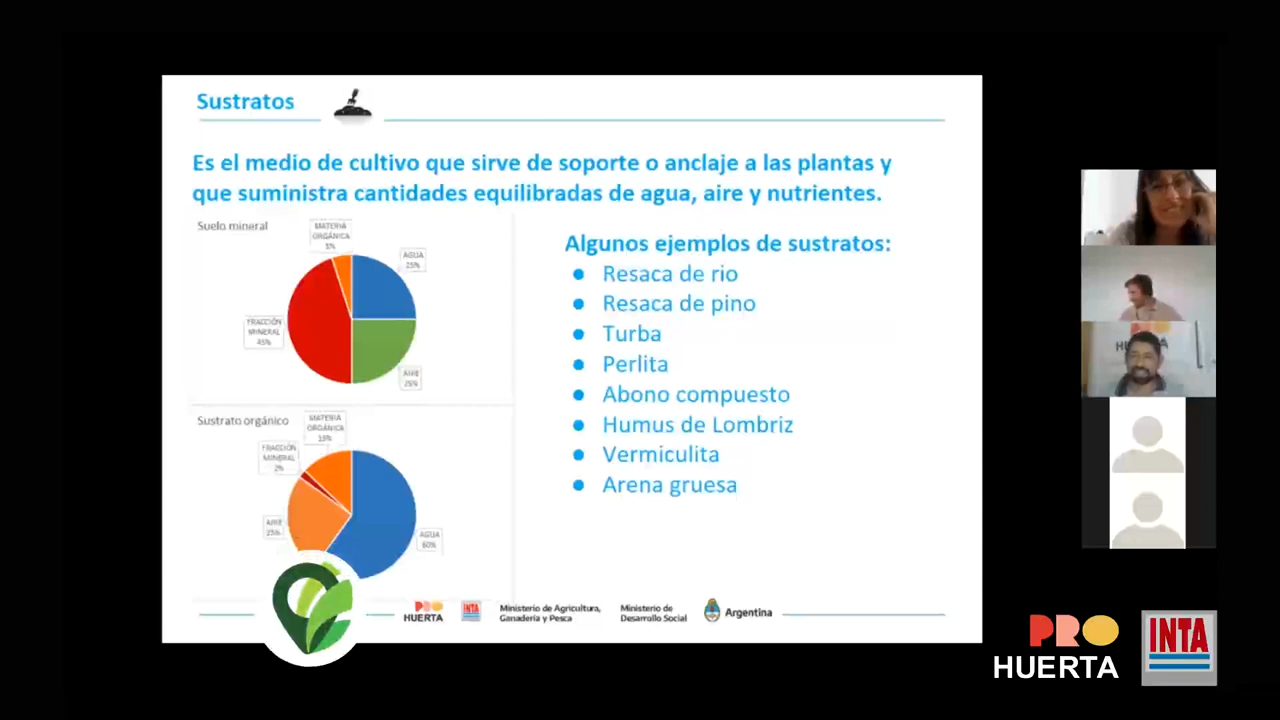 Sustratos
Es el medio de cultivo que sirve de soporte o anclaje a las plantas y
que suministra cantidades equilibradas de agua, aire y nutrientes.
Suelo mineral
MATERIA
ORGÁNICA
5%
AGUA
25%
FRACCIÓN
MINERAL
45%
AIRE
25%
Sustrato orgánico
MATERIA
ORGÁNICA
FRACCIÓN
MINERAL
2%
AIRE
25%
AGUA
60%
Algunos ejemplos de sustratos:
● Resaca de rio
● Resaca de pino
● Turba
● Perlita
● Abono compuesto
● Humus de Lombriz
● Vermiculita
● Arena gruesa
PRO
HUERTA
INTA
Ministerio de Agricultura,
Ganadería y Pesca
Ministerio de
Desarrollo Social
Argentina
PRO
HUERTA
INTA